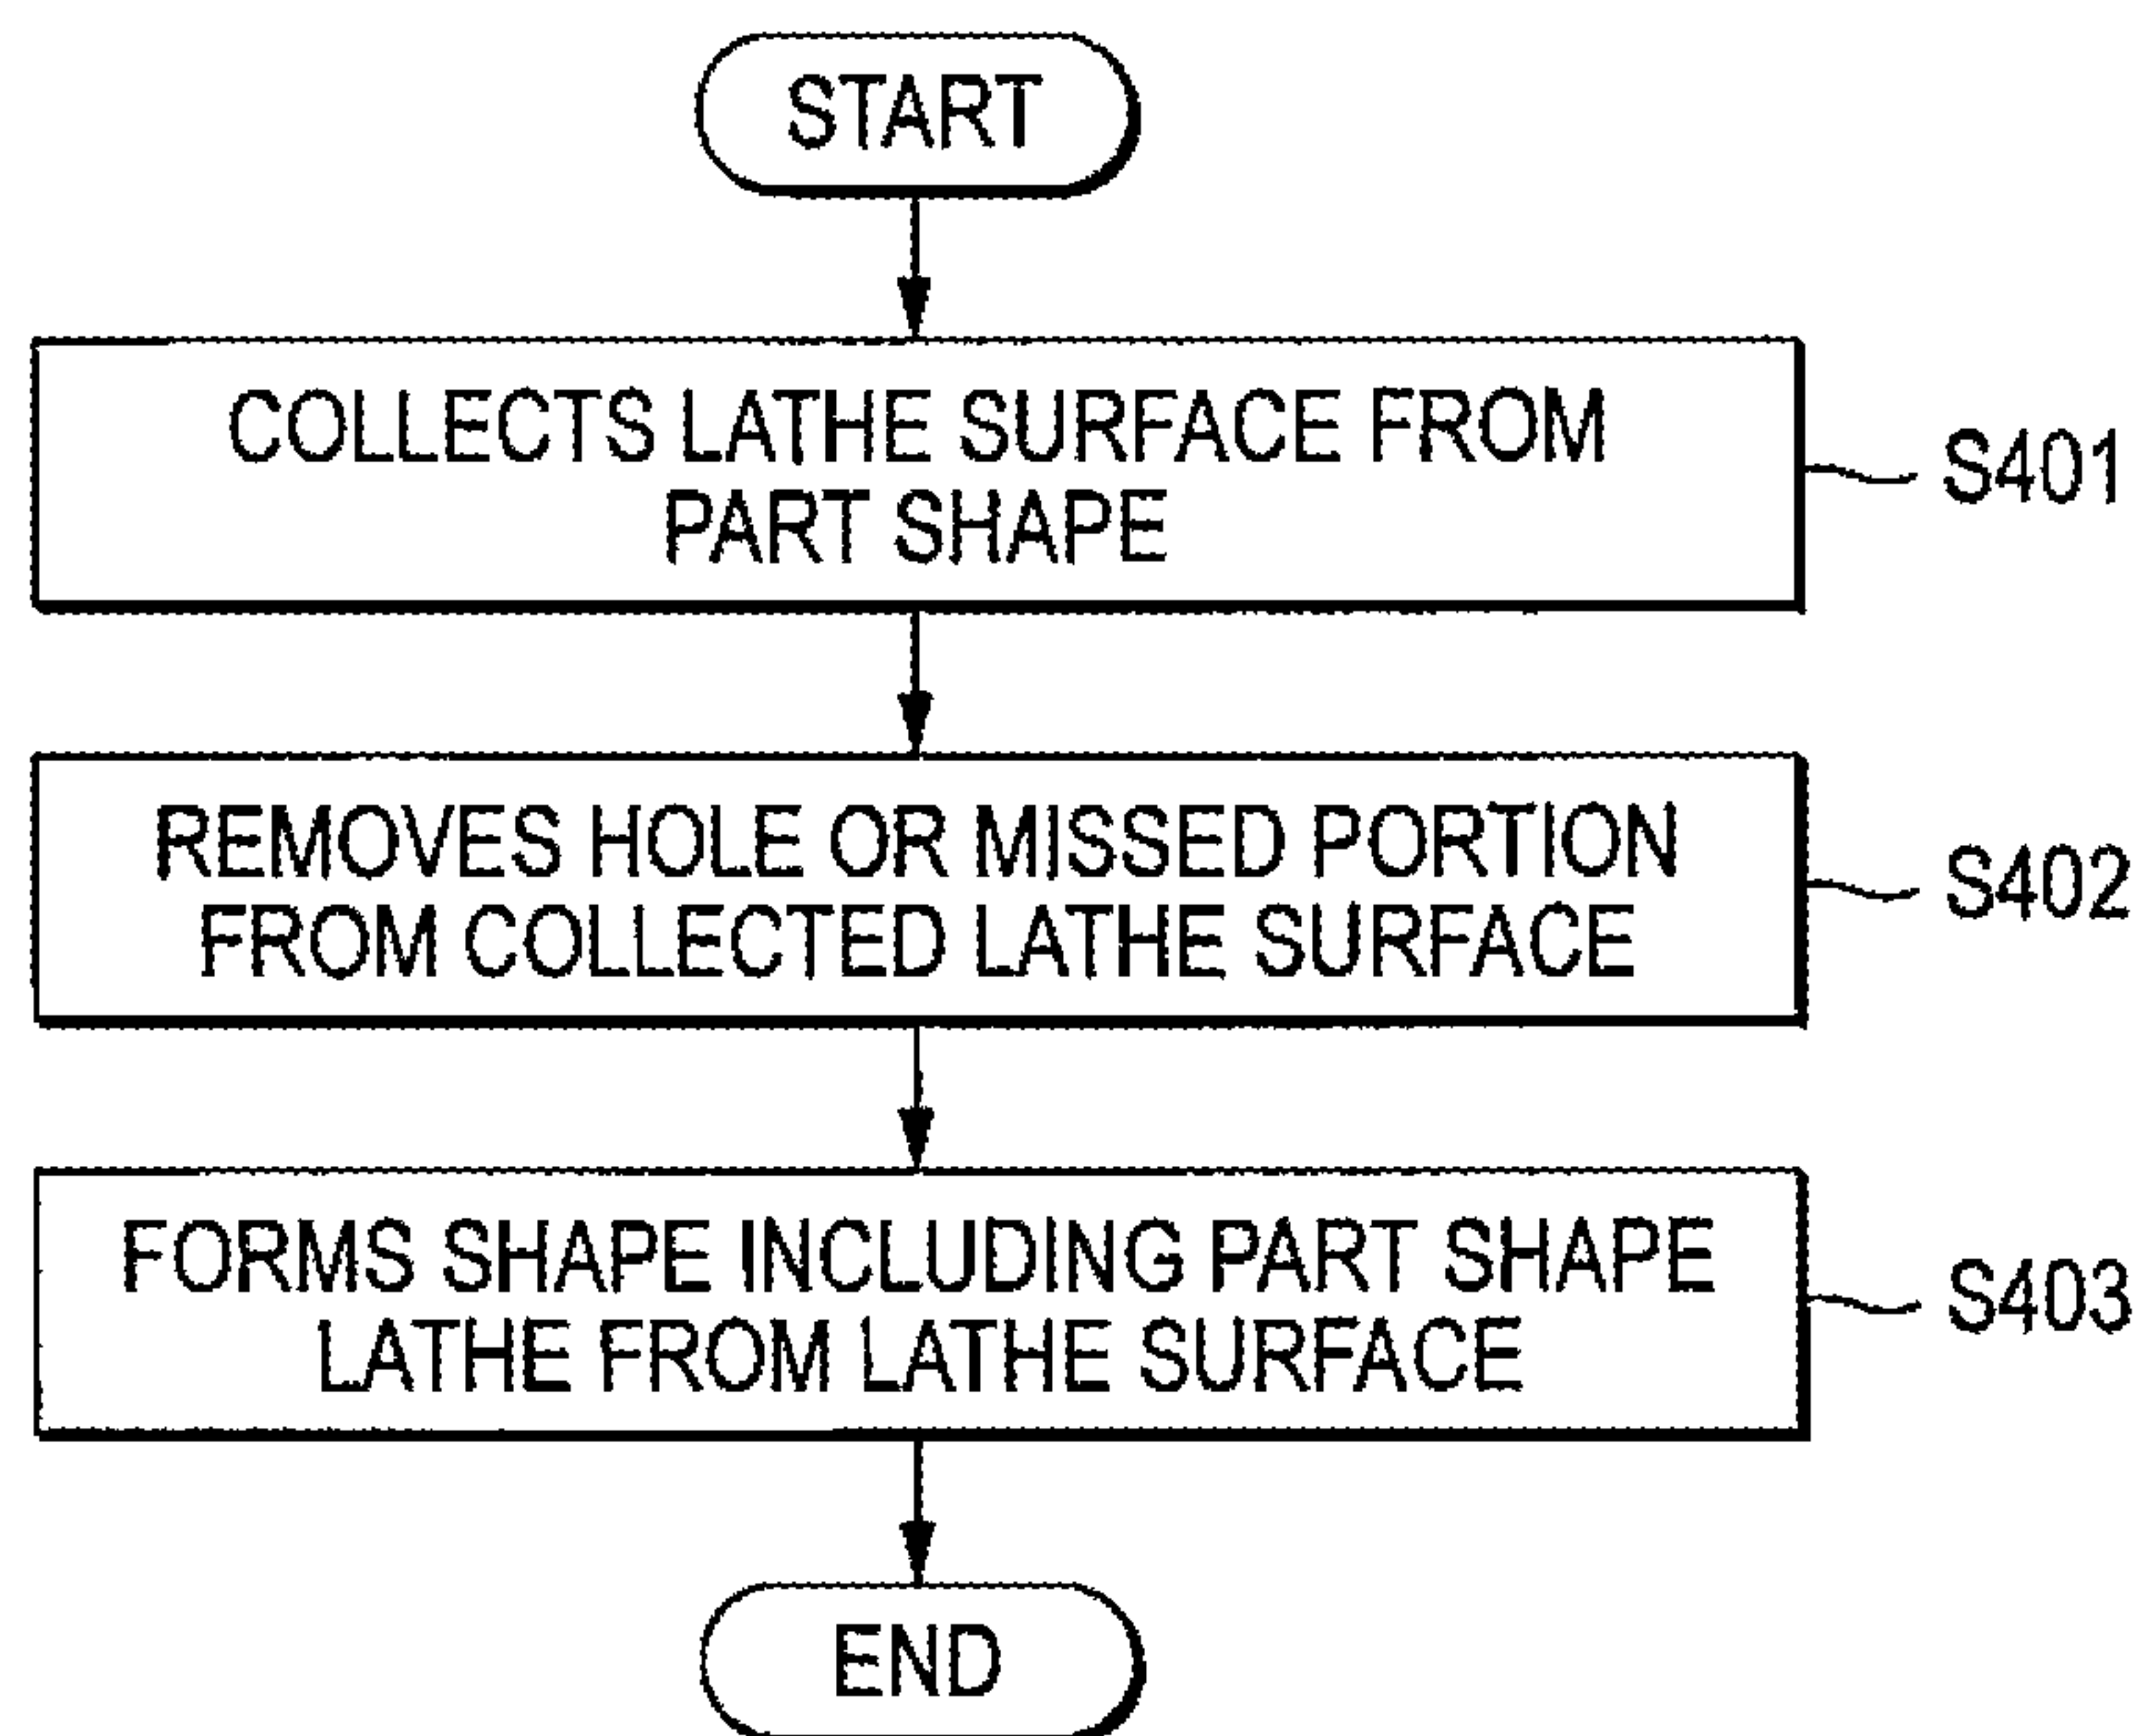 START
COLLECTS LATHE SURFACE FROM
PART SHAPE
S401
REMOVES HOLE OR MISSED PORTION
FROM COLLECTED LATHE SURFACE
S402
FORMS SHAPE INCLUDING PART SHAPE
LATHE FROM LATHE SURFACE
S403
END